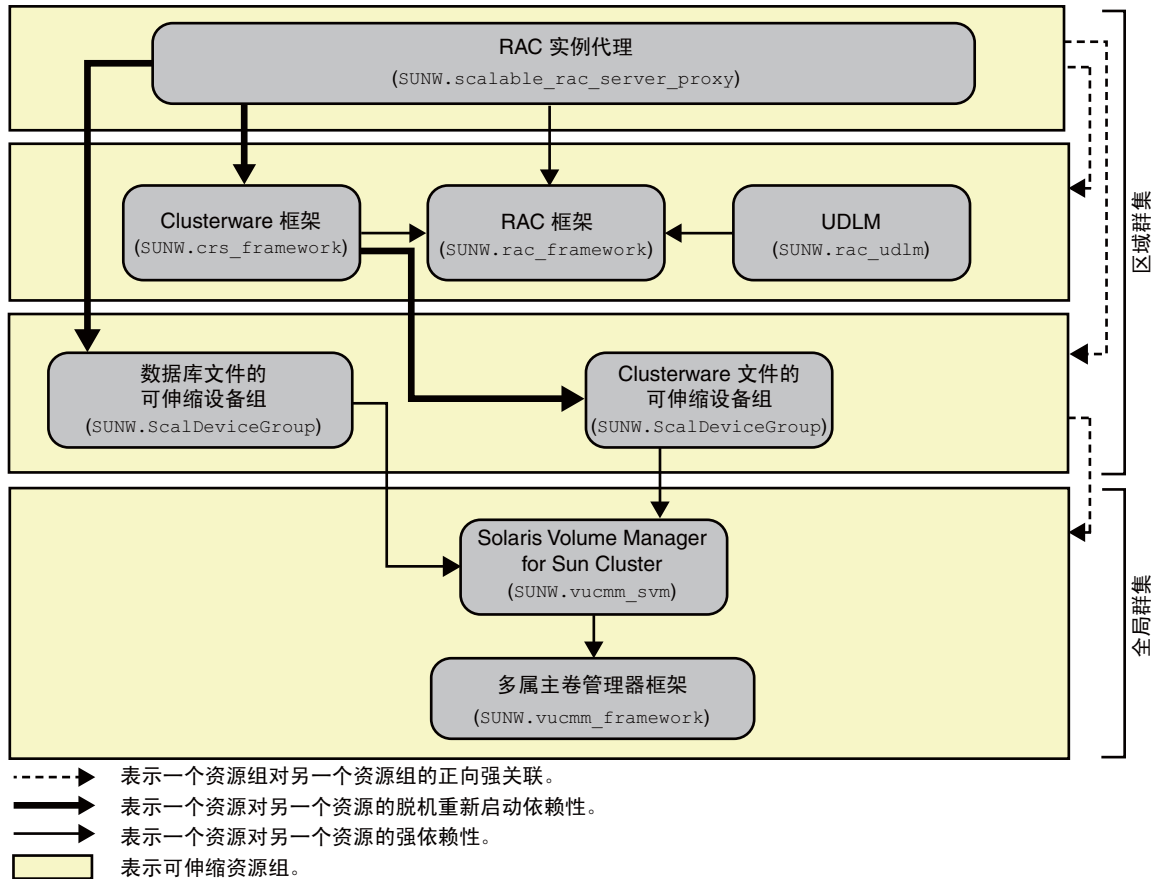 RAC 实例代理
(SUNW.scalable_rac_server_proxy)
Clusterware 框架
(SUNW.crs_framework)
RAC 框架
(SUNW.rac_framework)
UDLM
(SUNW.rac_udlm)
区域群集
数据库文件的
可伸缩设备组
(SUNW.ScalDeviceGroup)
Clusterware 文件的
可伸缩设备组
(SUNW.ScalDeviceGroup)
Solaris Volume Manager
for Sun Cluster
(SUNW.vucmm_svm)
多属主卷管理器框架
(SUNW.vucmm_framework)
全局群集
表示一个资源组对另一个资源组的正向强关联。
表示一个资源对另一个资源的脱机重新启动依赖性。
表示一个资源对另一个资源的强依赖性。
表示可伸缩资源组。